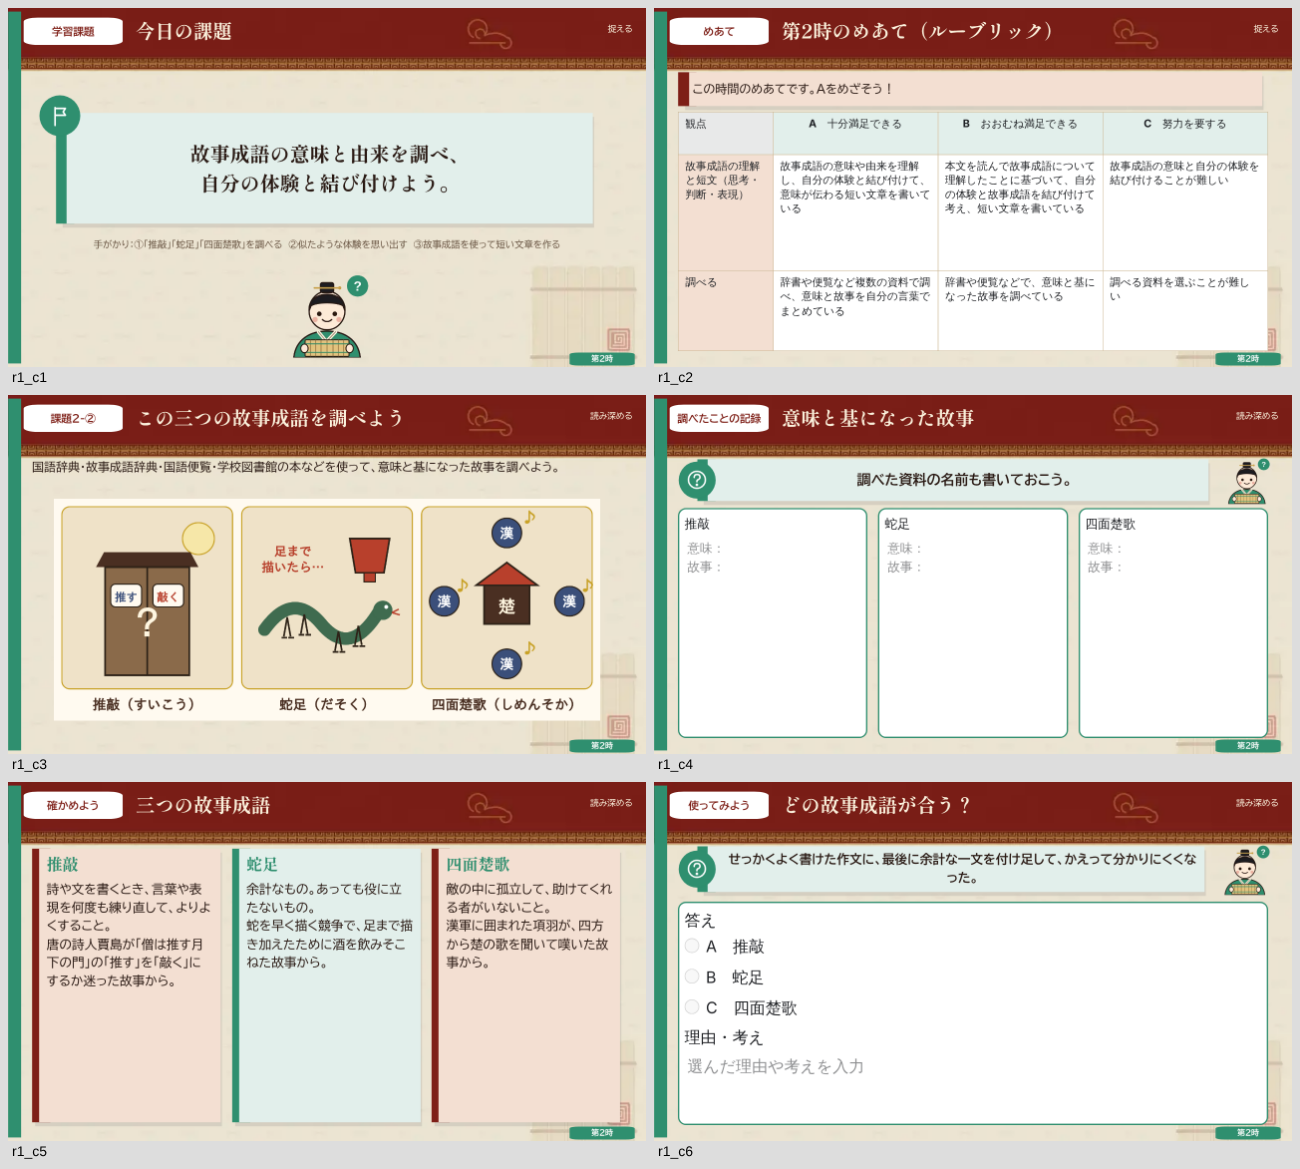 学習課題
今日の課題
捉える
故事成語の意味と由来を調べ、
自分の体験と結び付けよう。
手がかり：①「推敲」「蛇足」「四面楚歌」を調べる ②似たような体験を思い出す ③故事成語を使って短い文章を作る
?
第2時
r1_c1
めあて
第2時のめあて（ルーブリック）
捉える
この時間のめあてです。Aをめざそう！
観点
A　十分満足できる
B　おおむね満足できる
C　努力を要する
故事成語の理解
と短文（思考・
判断・表現）
故事成語の意味や由来を理解
し、自分の体験と結び付けて、
意味が伝わる短い文章を書いて
いる
本文を読んで故事成語について
理解したことに基づいて、自分
の体験と故事成語を結び付けて
考え、短い文章を書いている
故事成語の意味と自分の体験を
結び付けることが難しい
調べる
辞書や便覧など複数の資料で調
べ、意味と故事を自分の言葉で
まとめている
辞書や便覧などで、意味と基に
なった故事を調べている
調べる資料を選ぶことが難し
い
第2時
r1_c2
課題2-②
この三つの故事成語を調べよう
読み深める
国語辞典・故事成語辞典・国語便覧・学校図書館の本などを使って、意味と基になった故事を調べよう。
推す
敲く
?
推敲（すいこう）
足まで
描いたら…
蛇足（だそく）
漢
漢
楚
漢
漢
四面楚歌（しめんそか）
第2時
r1_c3
調べたことの記録
意味と基になった故事
読み深める
?
調べた資料の名前も書いておこう。
?
推敲
意味：
故事：
蛇足
意味：
故事：
四面楚歌
意味：
故事：
第2時
r1_c4
確かめよう
三つの故事成語
読み深める
推敲
詩や文を書くとき、言葉や表
現を何度も練り直して、よりよ
くすること。
唐の詩人賈島が「僧は推す月
下の門」の「推す」を「敲く」に
するか迷った故事から。
蛇足
余計なもの。あっても役に立
たないもの。
蛇を早く描く競争で、足まで描
き加えたために酒を飲みそこ
ねた故事から。
四面楚歌
敵の中に孤立して、助けてくれ
る者がいないこと。
漢軍に囲まれた項羽が、四方
から楚の歌を聞いて嘆いた故
事から。
第2時
r1_c5
使ってみよう
どの故事成語が合う？
読み深める
?
せっかくよく書けた作文に、最後に余計な一文を付け足して、かえって分かりにくくな
った。
?
答え
A　推敲
B　蛇足
C　四面楚歌
理由・考え
選んだ理由や考えを入力
第2時
r1_c6